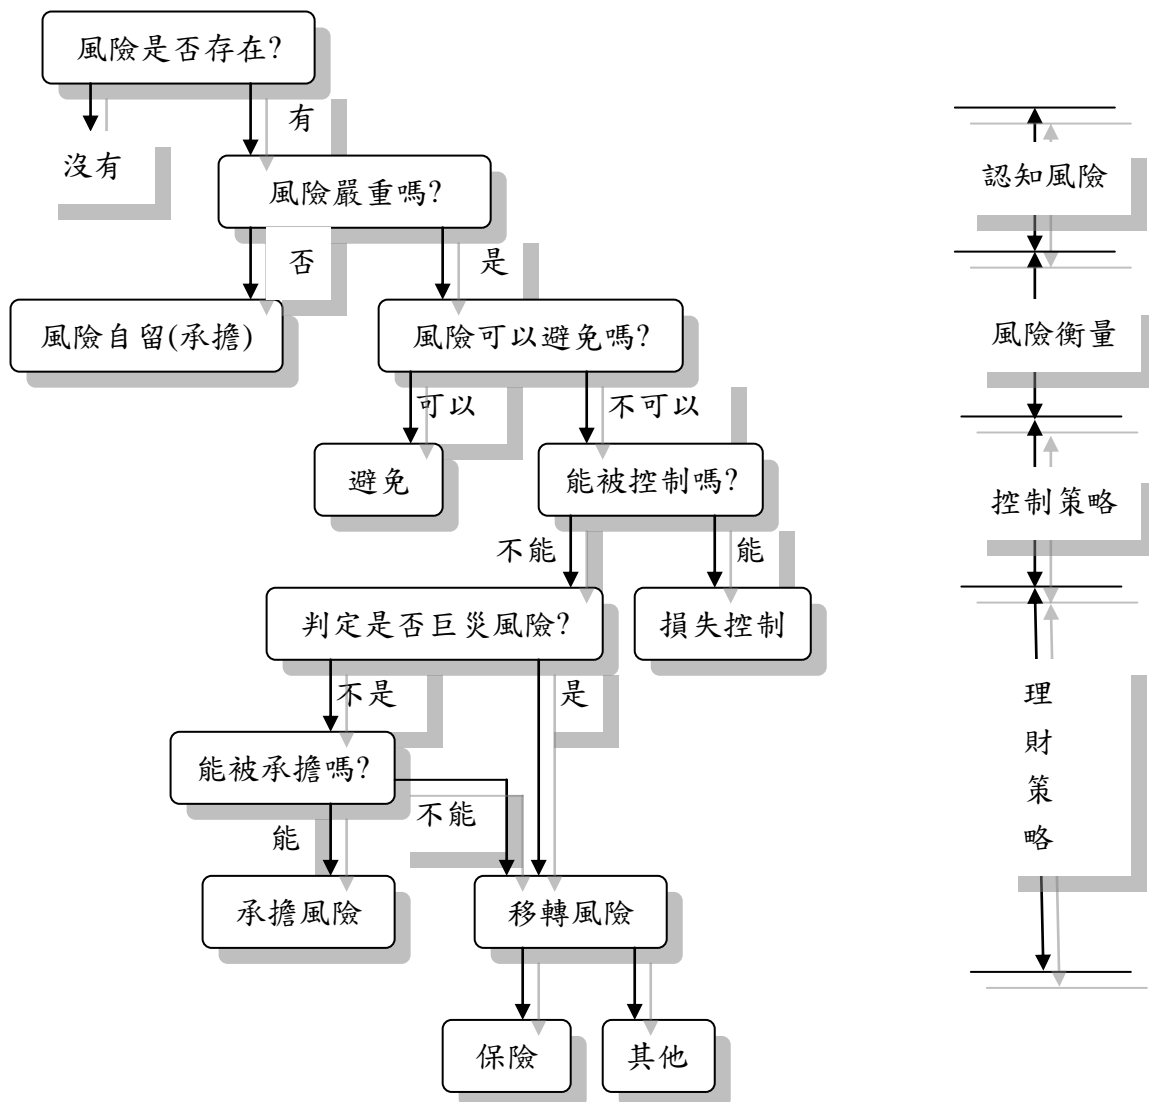 風險是否存在?
有
沒有
風險嚴重嗎?
否
是
風險自留(承擔)
風險可以避免嗎?
可以
不可以
避免
能被控制嗎?
不能
能
判定是否巨災風險?
損失控制
不是
是
能被承擔嗎?
不能
能
承擔風險
移轉風險
保險
其他
認知風險
風險衡量
控制策略
理
財
策
略